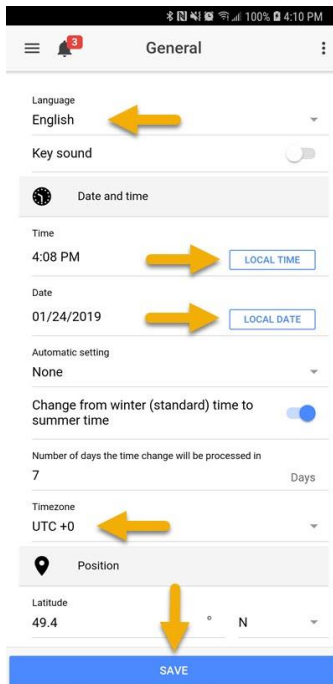 100% 4:10 PM
3
General
Language
English
Key sound
Date and time
Time
4:08 PM
LOCAL TIME
Date
01/24/2019
LOCAL DATE
Automatic setting
None
Change from winter (standard) time to
summer time
Number of days the time change will be processed in
7
Days
Timezone
UTC +0
Position
Latitude
49.4 ° N
SAVE